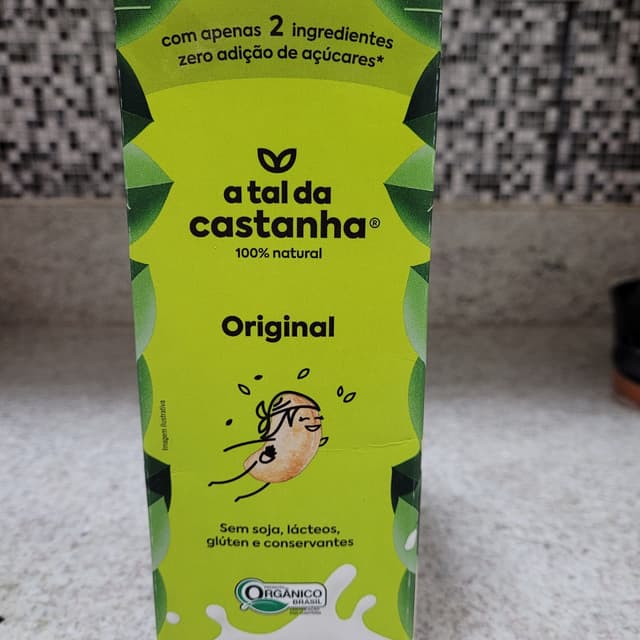 com apenas 2 ingredientes
zero adição de açúcares*
a tal da
castanha®
100% natural
Original
Imagem ilustrativa
Sem soja, lácteos,
glúten e conservantes
ORGÂNICO
BRASIL